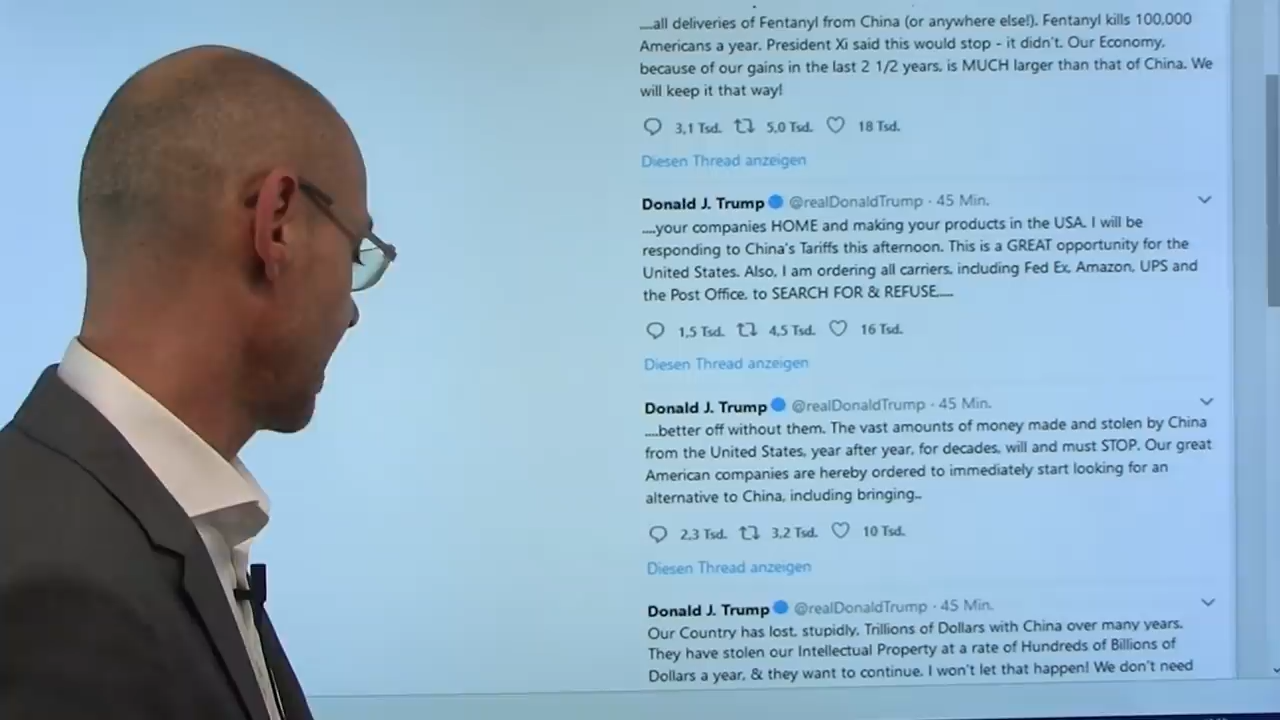 ....all deliveries of Fentanyl from China (or anywhere else!). Fentanyl kills 100,000
Americans a year. President Xi said this would stop - it didn't. Our Economy,
because of our gains in the last 2 1/2 years, is MUCH larger than that of China. We
will keep it that way!
3,1 Tsd. 5,0 Tsd. 18 Tsd.
Diesen Thread anzeigen
Donald J. Trump @realDonaldTrump · 45 Min.
....your companies HOME and making your products in the USA. I will be
responding to China's Tariffs this afternoon. This is a GREAT opportunity for the
United States. Also, I am ordering all carriers, including Fed Ex, Amazon, UPS and
the Post Office, to SEARCH FOR & REFUSE,....
1,5 Tsd. 4,5 Tsd. 16 Tsd.
Diesen Thread anzeigen
Donald J. Trump @realDonaldTrump · 45 Min.
....better off without them. The vast amounts of money made and stolen by China
from the United States, year after year, for decades, will and must STOP. Our great
American companies are hereby ordered to immediately start looking for an
alternative to China, including bringing..
2,3 Tsd. 3,2 Tsd. 10 Tsd.
Diesen Thread anzeigen
Donald J. Trump @realDonaldTrump · 45 Min.
Our Country has lost, stupidly, Trillions of Dollars with China over many years.
They have stolen our Intellectual Property at a rate of Hundreds of Billions of
Dollars a year, & they want to continue. I won't let that happen! We don't need